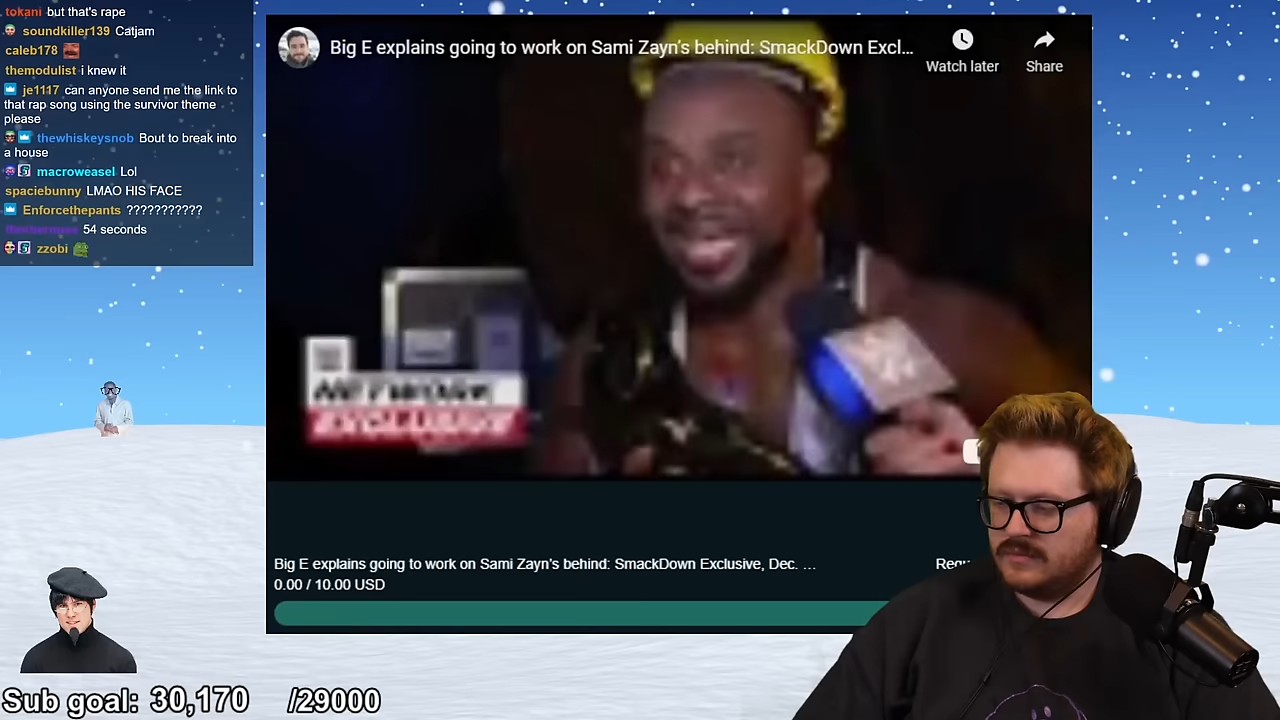 tokani but that's rape
soundkiller139 Catjam
caleb178
themodulist i knew it
je1117 can anyone send me the link to
that rap song using the survivor theme
please
thewhiskeysnob Bout to break into
a house
macroweasel Lol
spaciebunny LMAO HIS FACE
Enforcethepants ???????????
54 seconds
zzobi
Big E explains going to work on Sami Zayn's behind: SmackDown Excl...
Watch later
Share
EXCLUSIVE
Big E explains going to work on Sami Zayn's behind: SmackDown Exclusive, Dec. ...
0.00 / 10.00 USD
Sub goal: 30,170 /29000